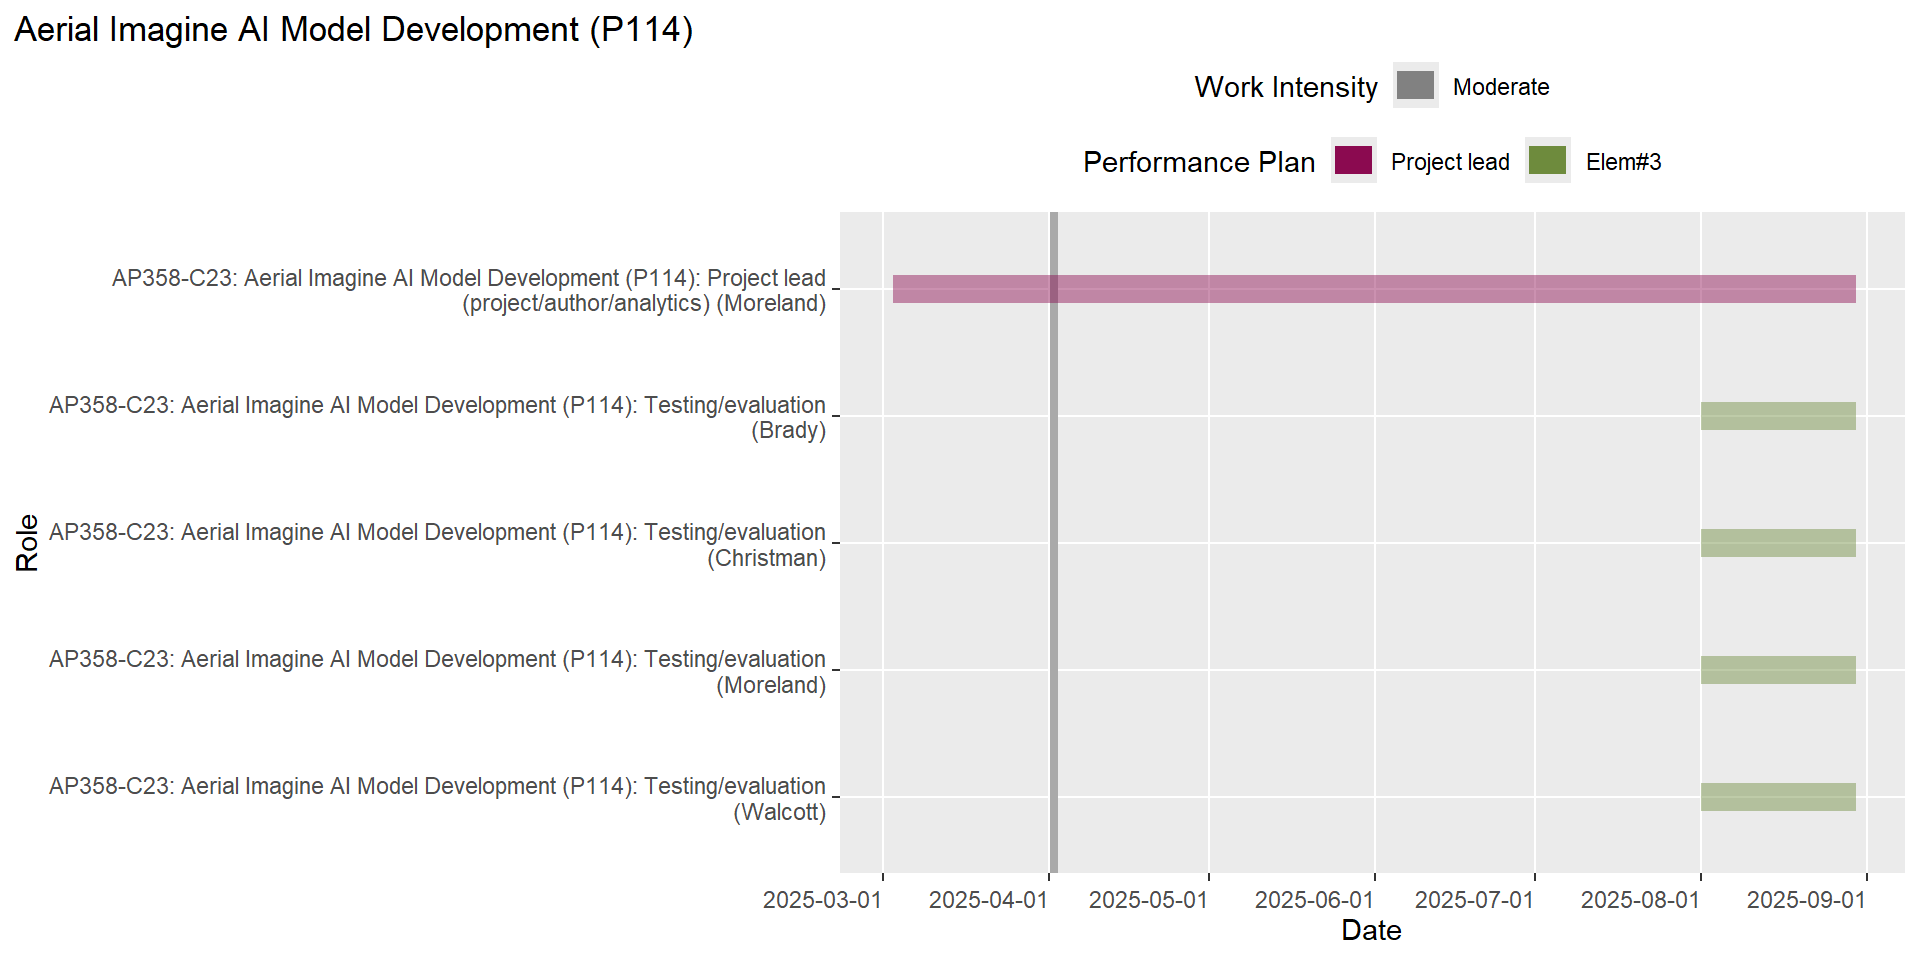 Aerial Imagine AI Model Development (P114)
Work Intensity Moderate
Performance Plan Project lead Elem#3
AP358-C23: Aerial Imagine AI Model Development (P114): Project lead
(project/author/analytics) (Moreland)
AP358-C23: Aerial Imagine AI Model Development (P114): Testing/evaluation
(Brady)
AP358-C23: Aerial Imagine AI Model Development (P114): Testing/evaluation
(Christman)
AP358-C23: Aerial Imagine AI Model Development (P114): Testing/evaluation
(Moreland)
AP358-C23: Aerial Imagine AI Model Development (P114): Testing/evaluation
(Walcott)
Role
2025-03-01 2025-04-01 2025-05-01 2025-06-01 2025-07-01 2025-08-01 2025-09-01
Date